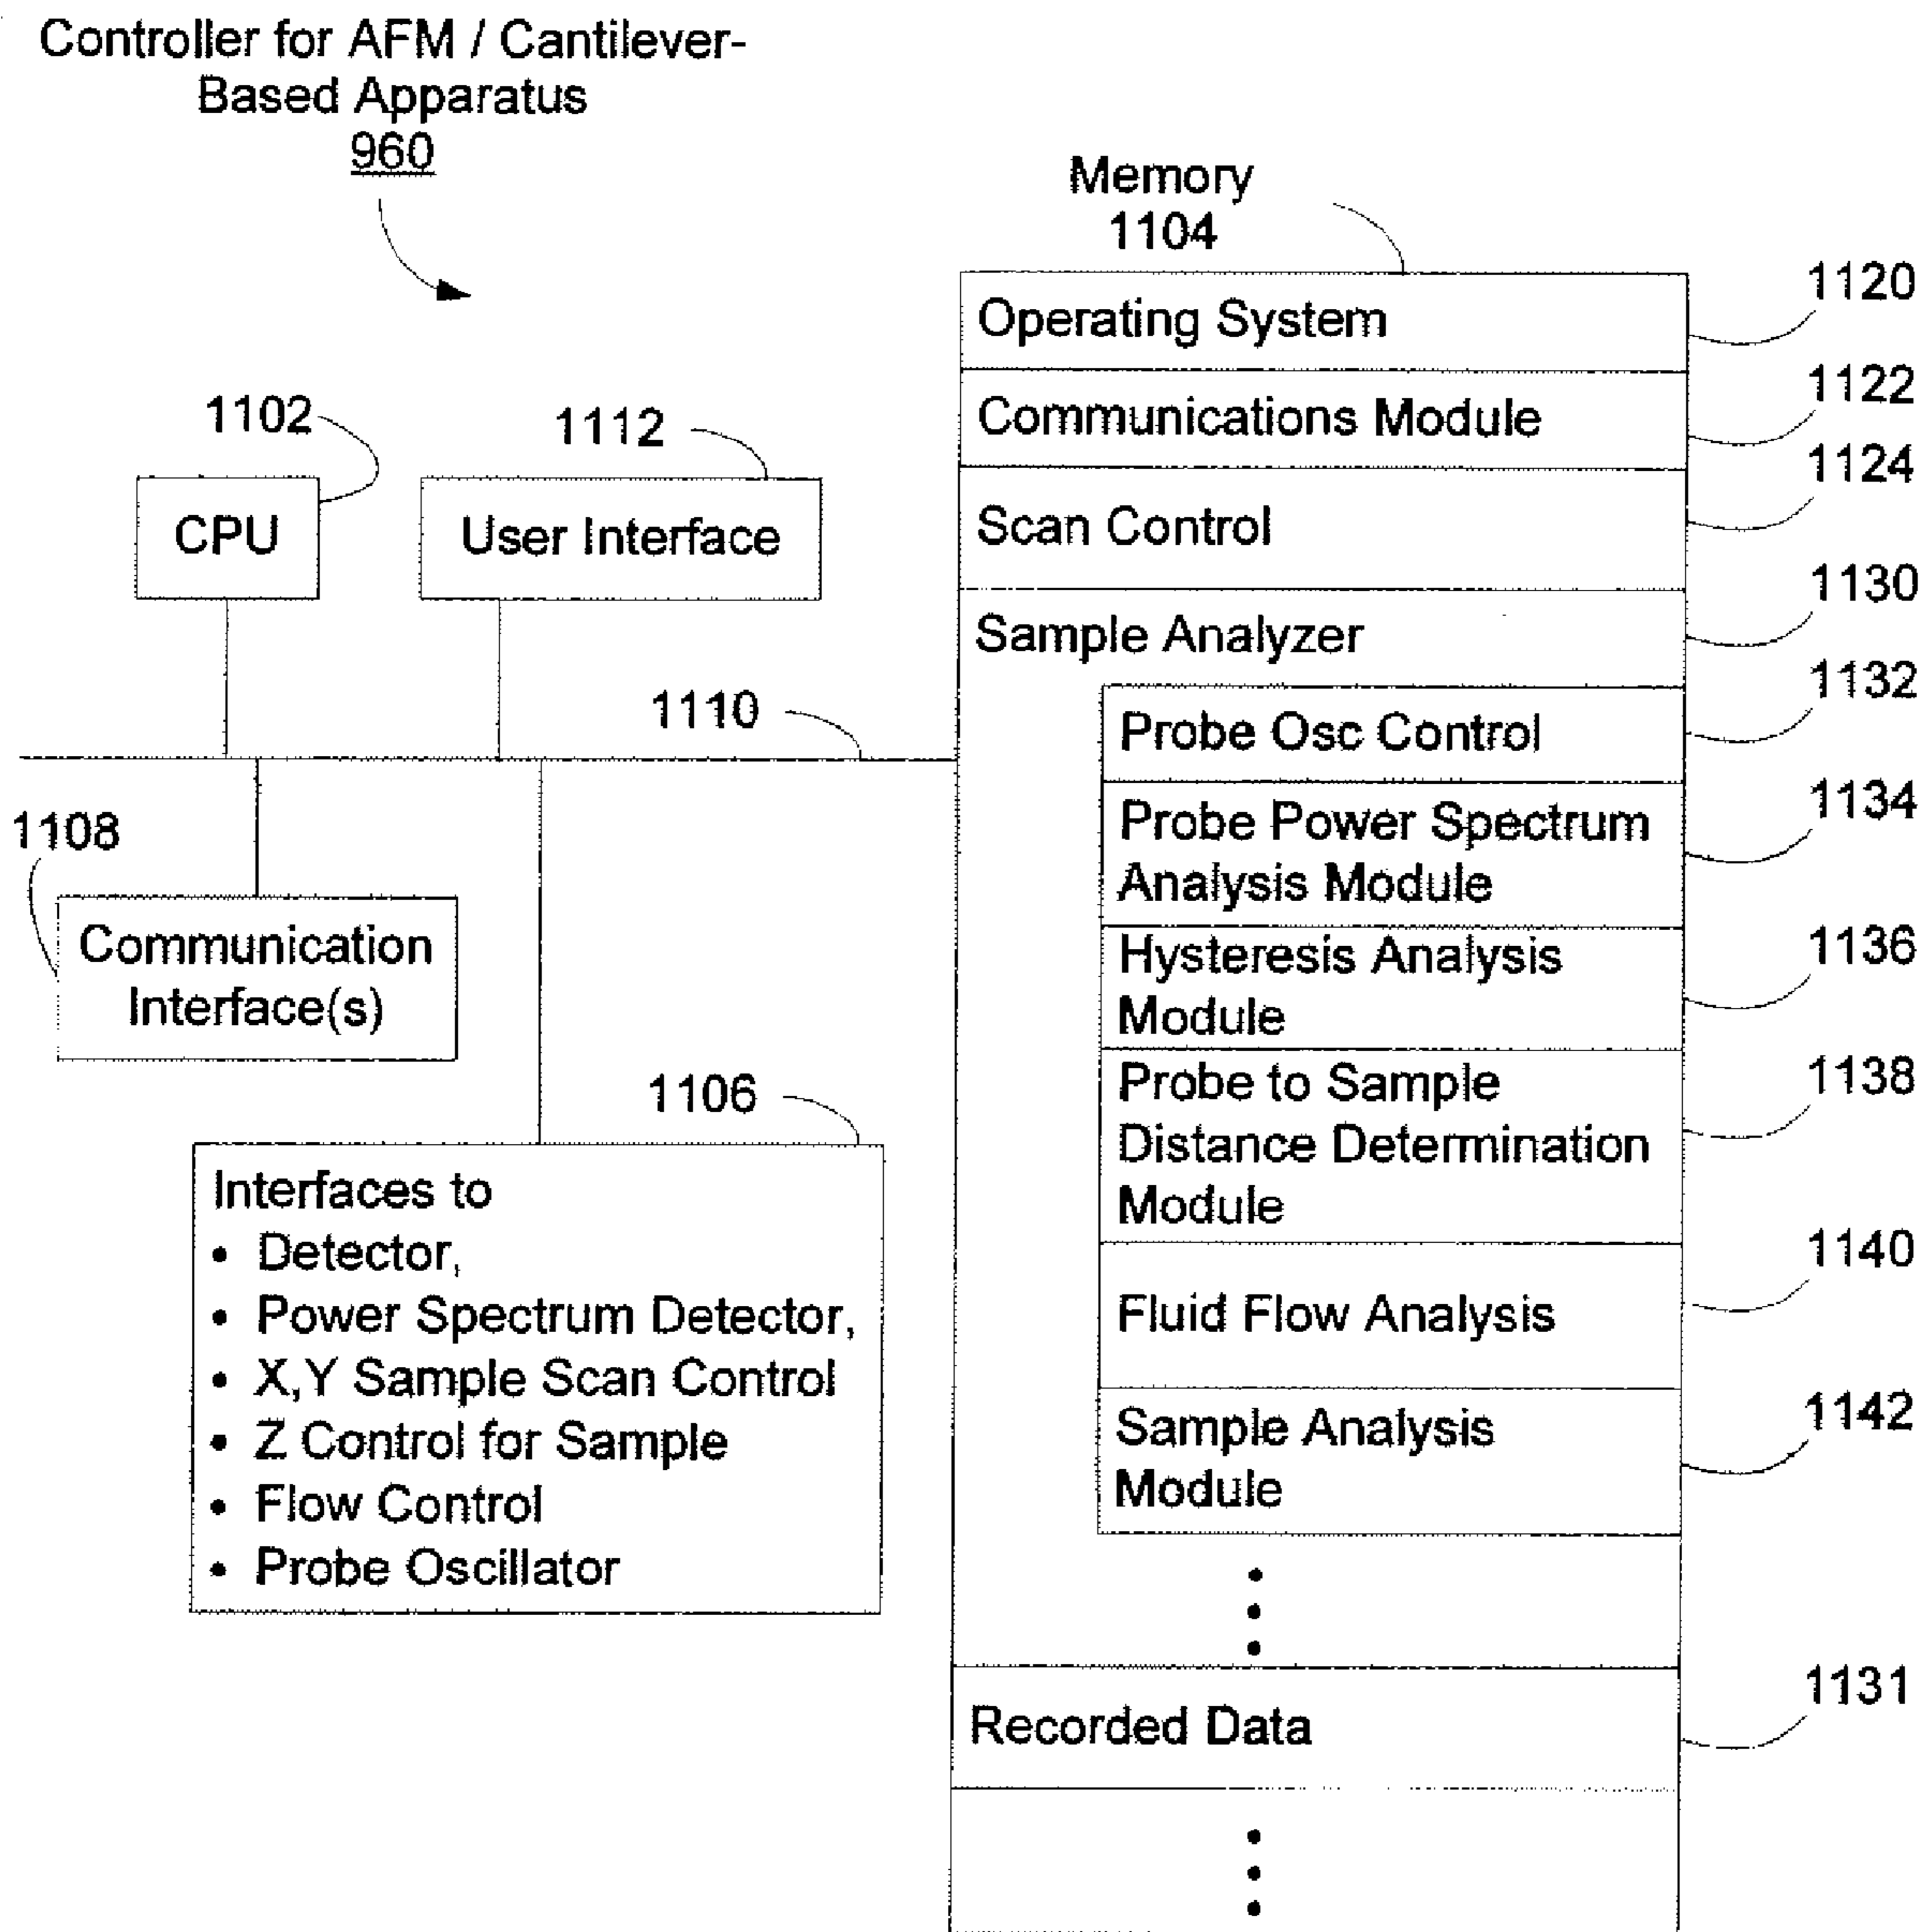 Controller for AFM / Cantilever-
Based Apparatus
960
Memory
1104
1120
Operating System
1122
Communications Module
1124
Scan Control
1130
Sample Analyzer
1132
Probe Osc Control
1134
Probe Power Spectrum
Analysis Module
1136
Hysteresis Analysis
Module
1138
Probe to Sample
Distance Determination
Module
1140
Fluid Flow Analysis
1142
Sample Analysis
Module
1131
Recorded Data
1102
CPU
1112
User Interface
1110
1108
Communication
Interface(s)
1106
Interfaces to
• Detector,
• Power Spectrum Detector,
• X,Y Sample Scan Control
• Z Control for Sample
• Flow Control
• Probe Oscillator